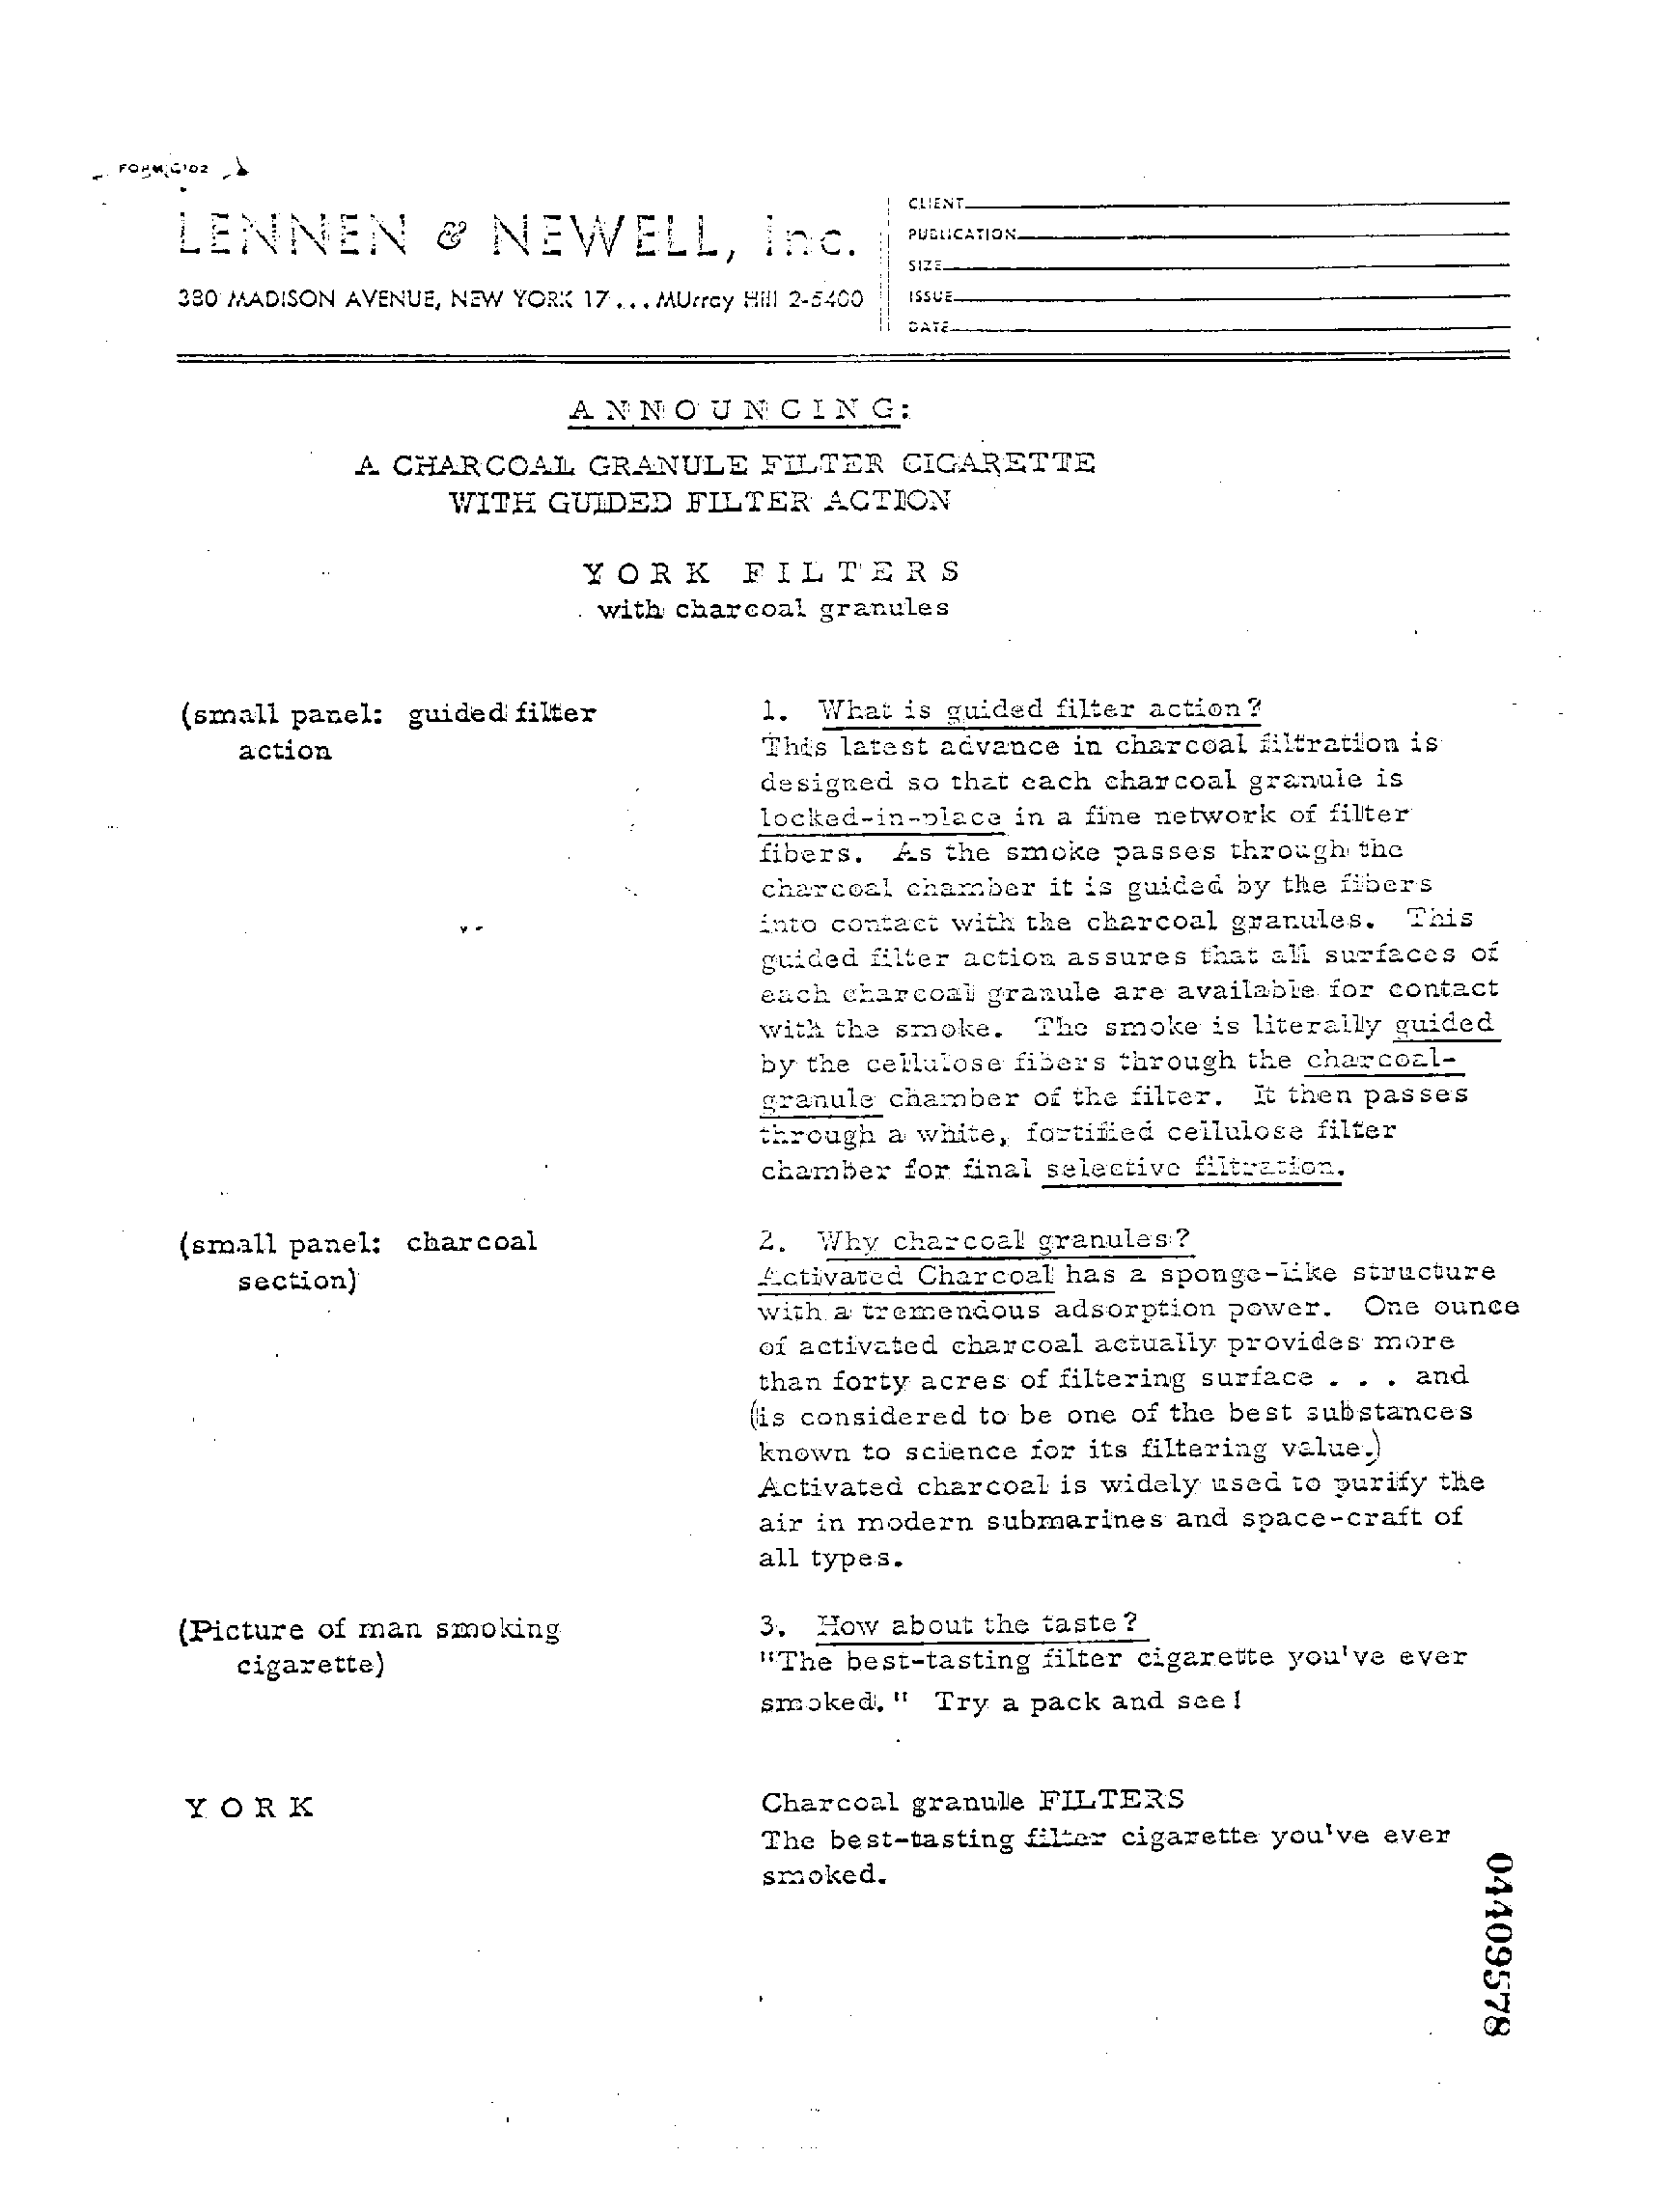 FORM G102
LENNEN & NEWELL, Inc.
380 MADISON AVENUE, NEW YORK 17... MUrray Hill 2-5400
CLIENT
PUBLICATION
SIZE
ISSUE
DATE
ANNOUNCING:
A CHARCOAL GRANULE FILTER CIGARETTE
WITH GUIDED FILTER ACTION
YORK FILTERS
with charcoal granules
(small panel: guided filter
action
1. What is guided filter action?
This latest advance in charcoal filtration is
designed so that each charcoal granule is
locked-in-place in a fine network of filter
fibers. As the smoke passes through the
charcoal chamber it is guided by the fibers
into contact with the charcoal granules. This
guided filter action assures that all surfaces of
each charcoal granule are available for contact
with the smoke. The smoke is literally guided
by the cellulose fibers through the charcoal-
granule chamber of the filter. It then passes
through a white, fortified cellulose filter
chamber for final selective filtration.
(small panel: charcoal
section)
2. Why charcoal granules?
Activated Charcoal has a sponge-like structure
with a tremendous adsorption power. One ounce
of activated charcoal actually provides more
than forty acres of filtering surface . . . and
(is considered to be one of the best substances
known to science for its filtering value.)
Activated charcoal is widely used to purify the
air in modern submarines and space-craft of
all types.
(Picture of man smoking
cigarette)
3. How about the taste?
"The best-tasting filter cigarette you've ever
smoked." Try a pack and see!
YORK
Charcoal granule FILTERS
The best-tasting filter cigarette you've ever
smoked.
04409578